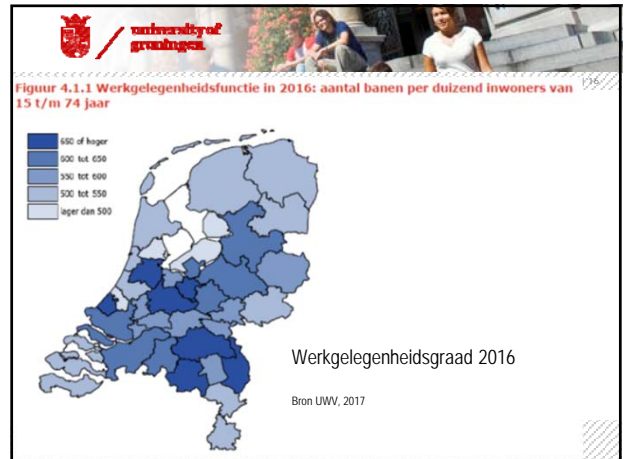 university of
groningen
Figuur 4.1.1 Werkgelegenheidsfunctie in 2016: aantal banen per duizend inwoners van
15 t/m 74 jaar
16
650 of hoger
600 tot 650
550 tot 600
500 tot 550
lager dan 500
Werkgelegenheidsgraad 2016
Bron UWV, 2017